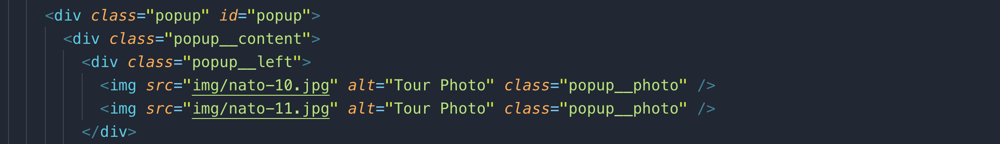 <div class="popup" id="popup">
<div class="popup__content">
<div class="popup__left">
<img src="img/nato-10.jpg" alt="Tour Photo" class="popup__photo" />
<img src="img/nato-11.jpg" alt="Tour Photo" class="popup__photo" />
</div>